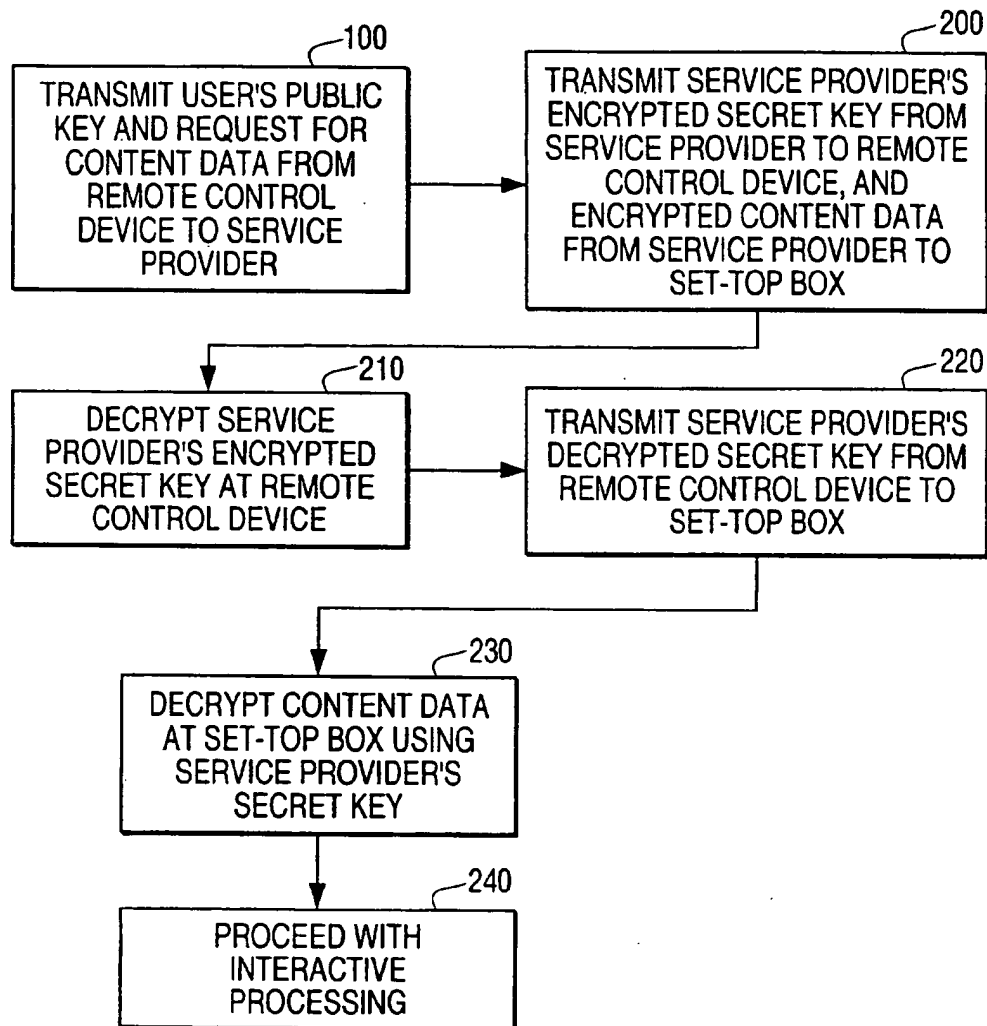 100
TRANSMIT USER'S PUBLIC
KEY AND REQUEST FOR
CONTENT DATA FROM
REMOTE CONTROL
DEVICE TO SERVICE
PROVIDER
200
TRANSMIT SERVICE PROVIDER'S
ENCRYPTED SECRET KEY FROM
SERVICE PROVIDER TO REMOTE
CONTROL DEVICE, AND
ENCRYPTED CONTENT DATA
FROM SERVICE PROVIDER TO
SET-TOP BOX
210
DECRYPT SERVICE
PROVIDER'S ENCRYPTED
SECRET KEY AT REMOTE
CONTROL DEVICE
220
TRANSMIT SERVICE PROVIDER'S
DECRYPTED SECRET KEY FROM
REMOTE CONTROL DEVICE TO
SET-TOP BOX
230
DECRYPT CONTENT DATA
AT SET-TOP BOX USING
SERVICE PROVIDER'S
SECRET KEY
240
PROCEED WITH
INTERACTIVE
PROCESSING